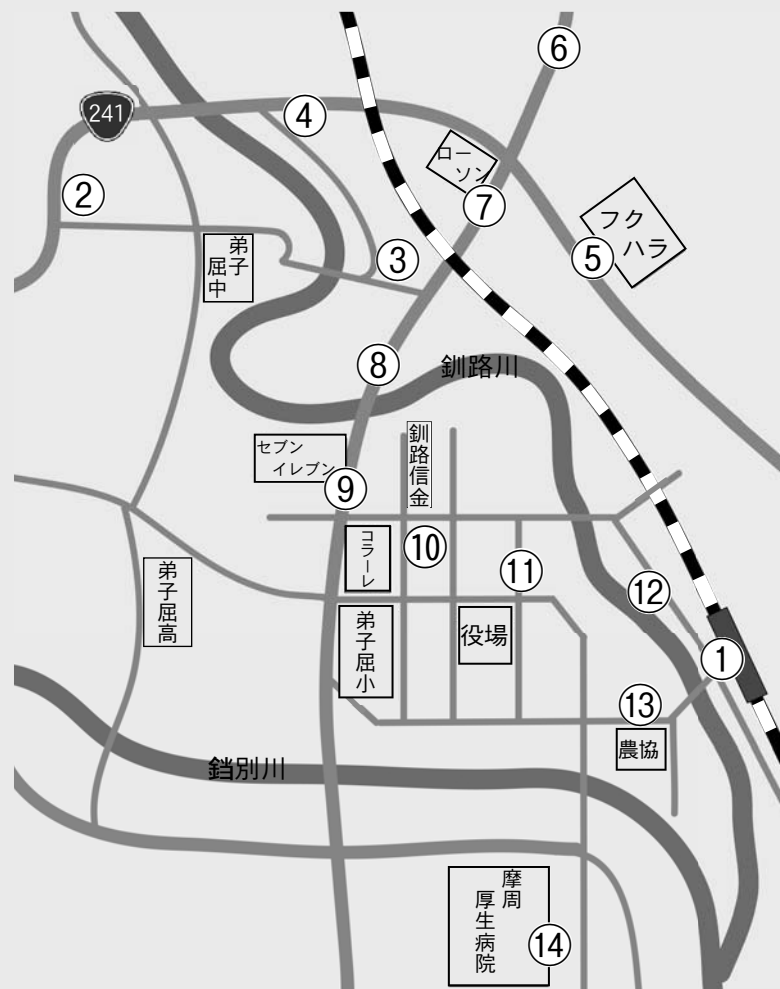 ⑥
241
④
ローソン
②
⑦
フクハラ
弟子屈中
③
⑤
⑧
釧路川
釧路信金
セブン
イレブン
⑨
コラーレ
⑩
⑪
弟子屈高
⑫
弟子屈小
役場
①
⑬
農協
鐺別川
摩周
厚生病院
⑭